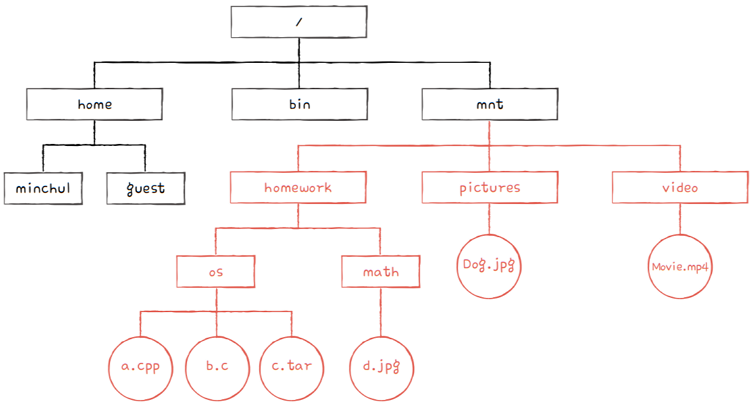 /
home
bin
mnt
minchul
guest
homework
pictures
video
os
math
Dog.jpg
Movie.mp4
a.cpp
b.c
c.tar
d.jpg